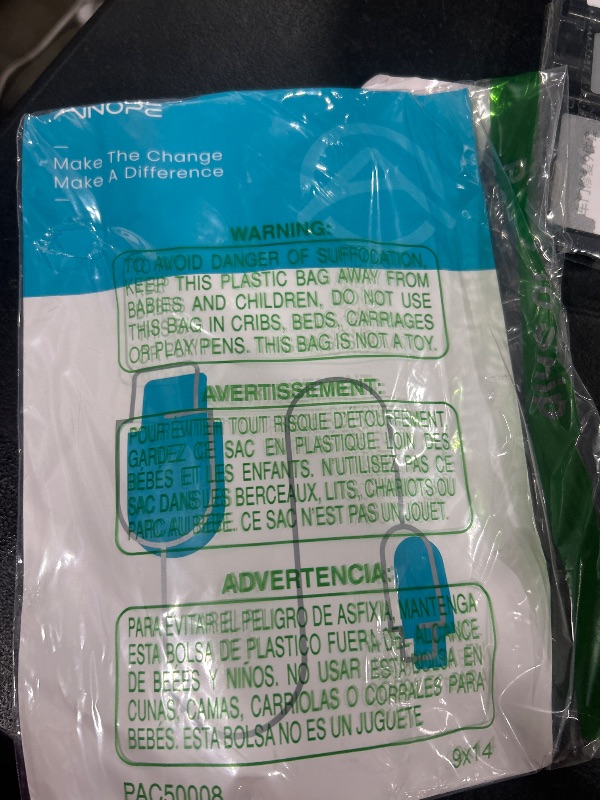 AINOPE
Make The Change
Make A Difference
WARNING:
TO AVOID DANGER OF SUFFOCATION,
KEEP THIS PLASTIC BAG AWAY FROM
BABIES AND CHILDREN. DO NOT USE
THIS BAG IN CRIBS, BEDS, CARRIAGES
OR PLAY PENS. THIS BAG IS NOT A TOY.
AVERTISSEMENT:
POUR EVITER TOUT RISQUE D'ÉTOUFFEMENT
GARDEZ CE SAC EN PLASTIQUE LOIN DES
BÉBÉS ET LES ENFANTS. N'UTILISEZ PAS CE
SAC DANS LES BERCEAUX, LITS, CHARIOTS OU
PARC AU BÉBÉ. CE SAC N'EST PAS UN JOUET.
ADVERTENCIA:
PARA EVITAR EL PELIGRO DE ASFIXIA, MANTENGA
ESTA BOLSA DE PLASTICO FUERA DEL ALCANCE
DE BEBÉS Y NIÑOS. NO USAR ESTA BOLSA EN
CUNAS, CAMAS, CARRIOLAS O CORRALES PARA
BEBÉS. ESTA BOLSA NO ES UN JUGUETE
9x14
PAC50008